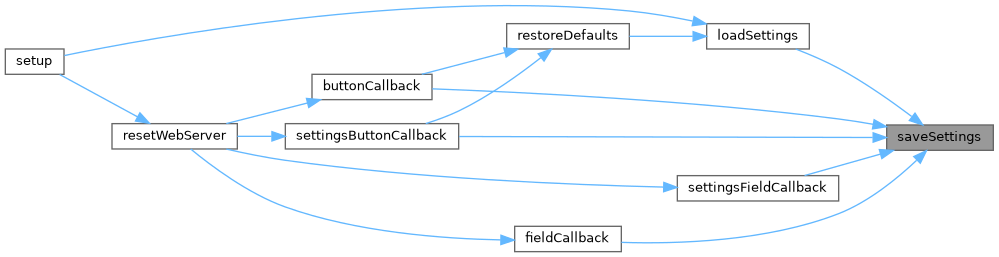 restoreDefaults
loadSettings
setup
buttonCallback
resetWebServer
settingsButtonCallback
saveSettings
settingsFieldCallback
fieldCallback